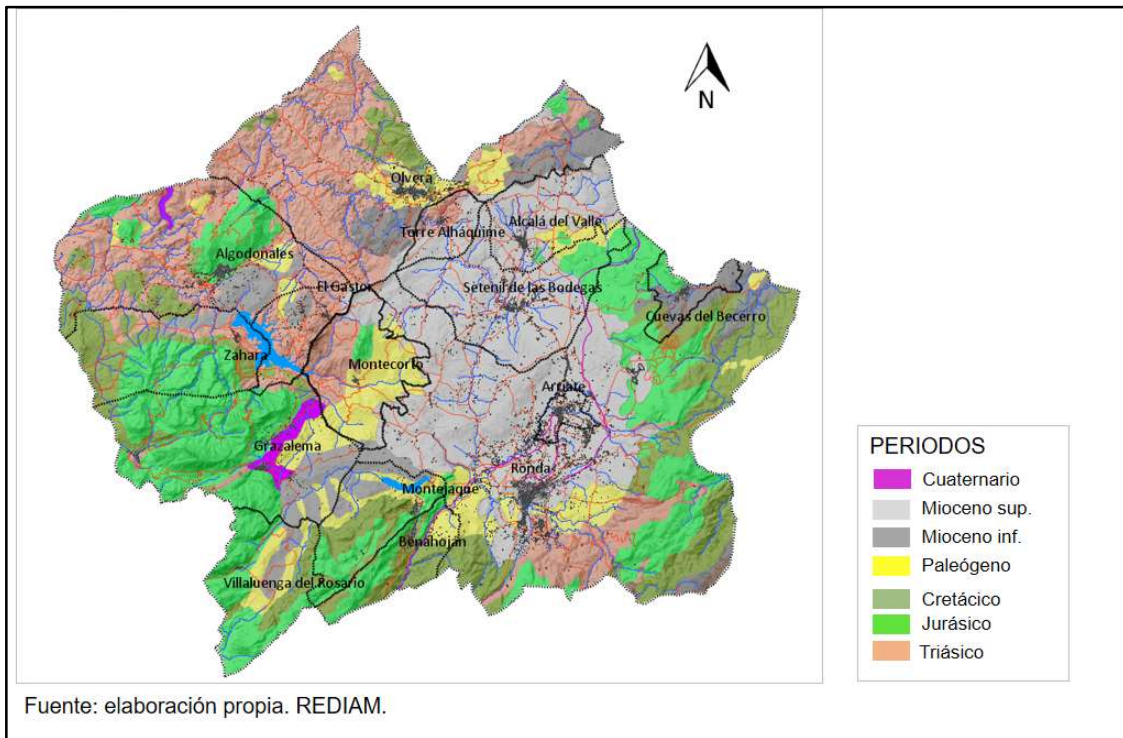 N
Olvera
Torre Alháquime
Alcalá del Valle
Algodonales
El Gastor
Setenil de las Bodegas
Cuevas del Becerro
Zahara
Montecorto
Arriate
Grazalema
Ronda
Montejaque
Benahoján
Villaluenga del Rosario
PERIODOS
Cuaternario
Mioceno sup.
Mioceno inf.
Paleógeno
Cretácico
Jurásico
Triásico
Fuente: elaboración propia. REDIAM.